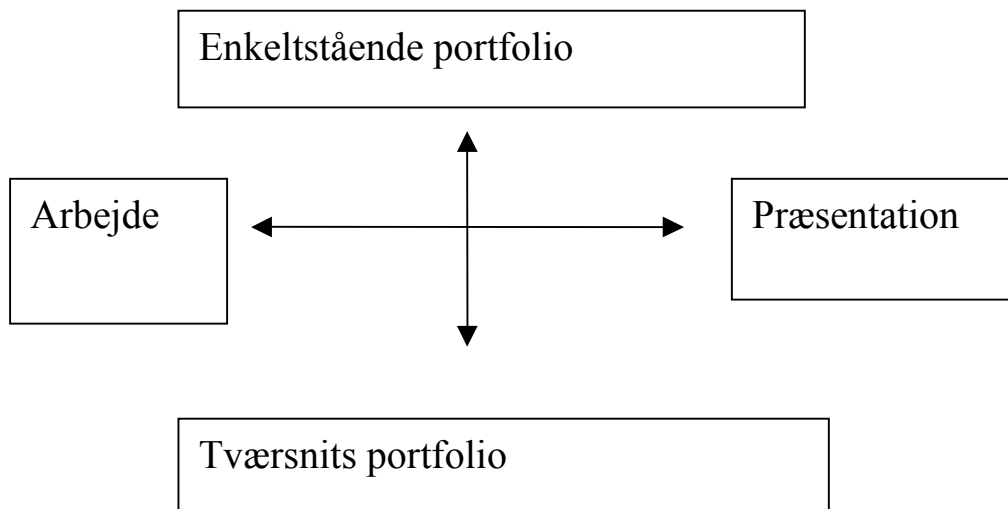 Enkeltstående portfolio
Arbejde
Præsentation
Tværsnits portfolio